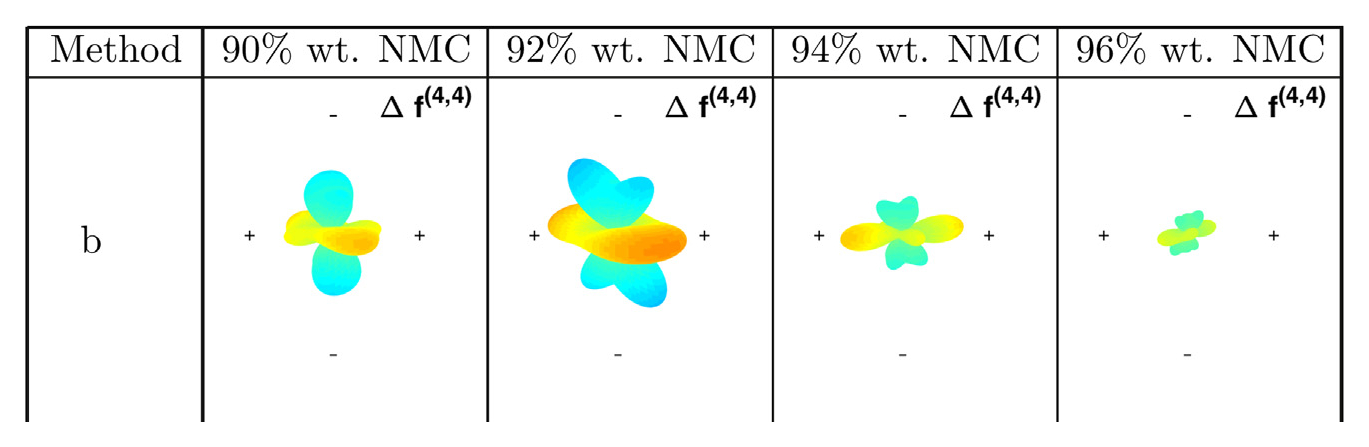 Method 90% wt. NMC 92% wt. NMC 94% wt. NMC 96% wt. NMC
- Δ f(4,4) - Δ f(4,4) - Δ f(4,4) - Δ f(4,4)
b + + + + + + + +
- - - -